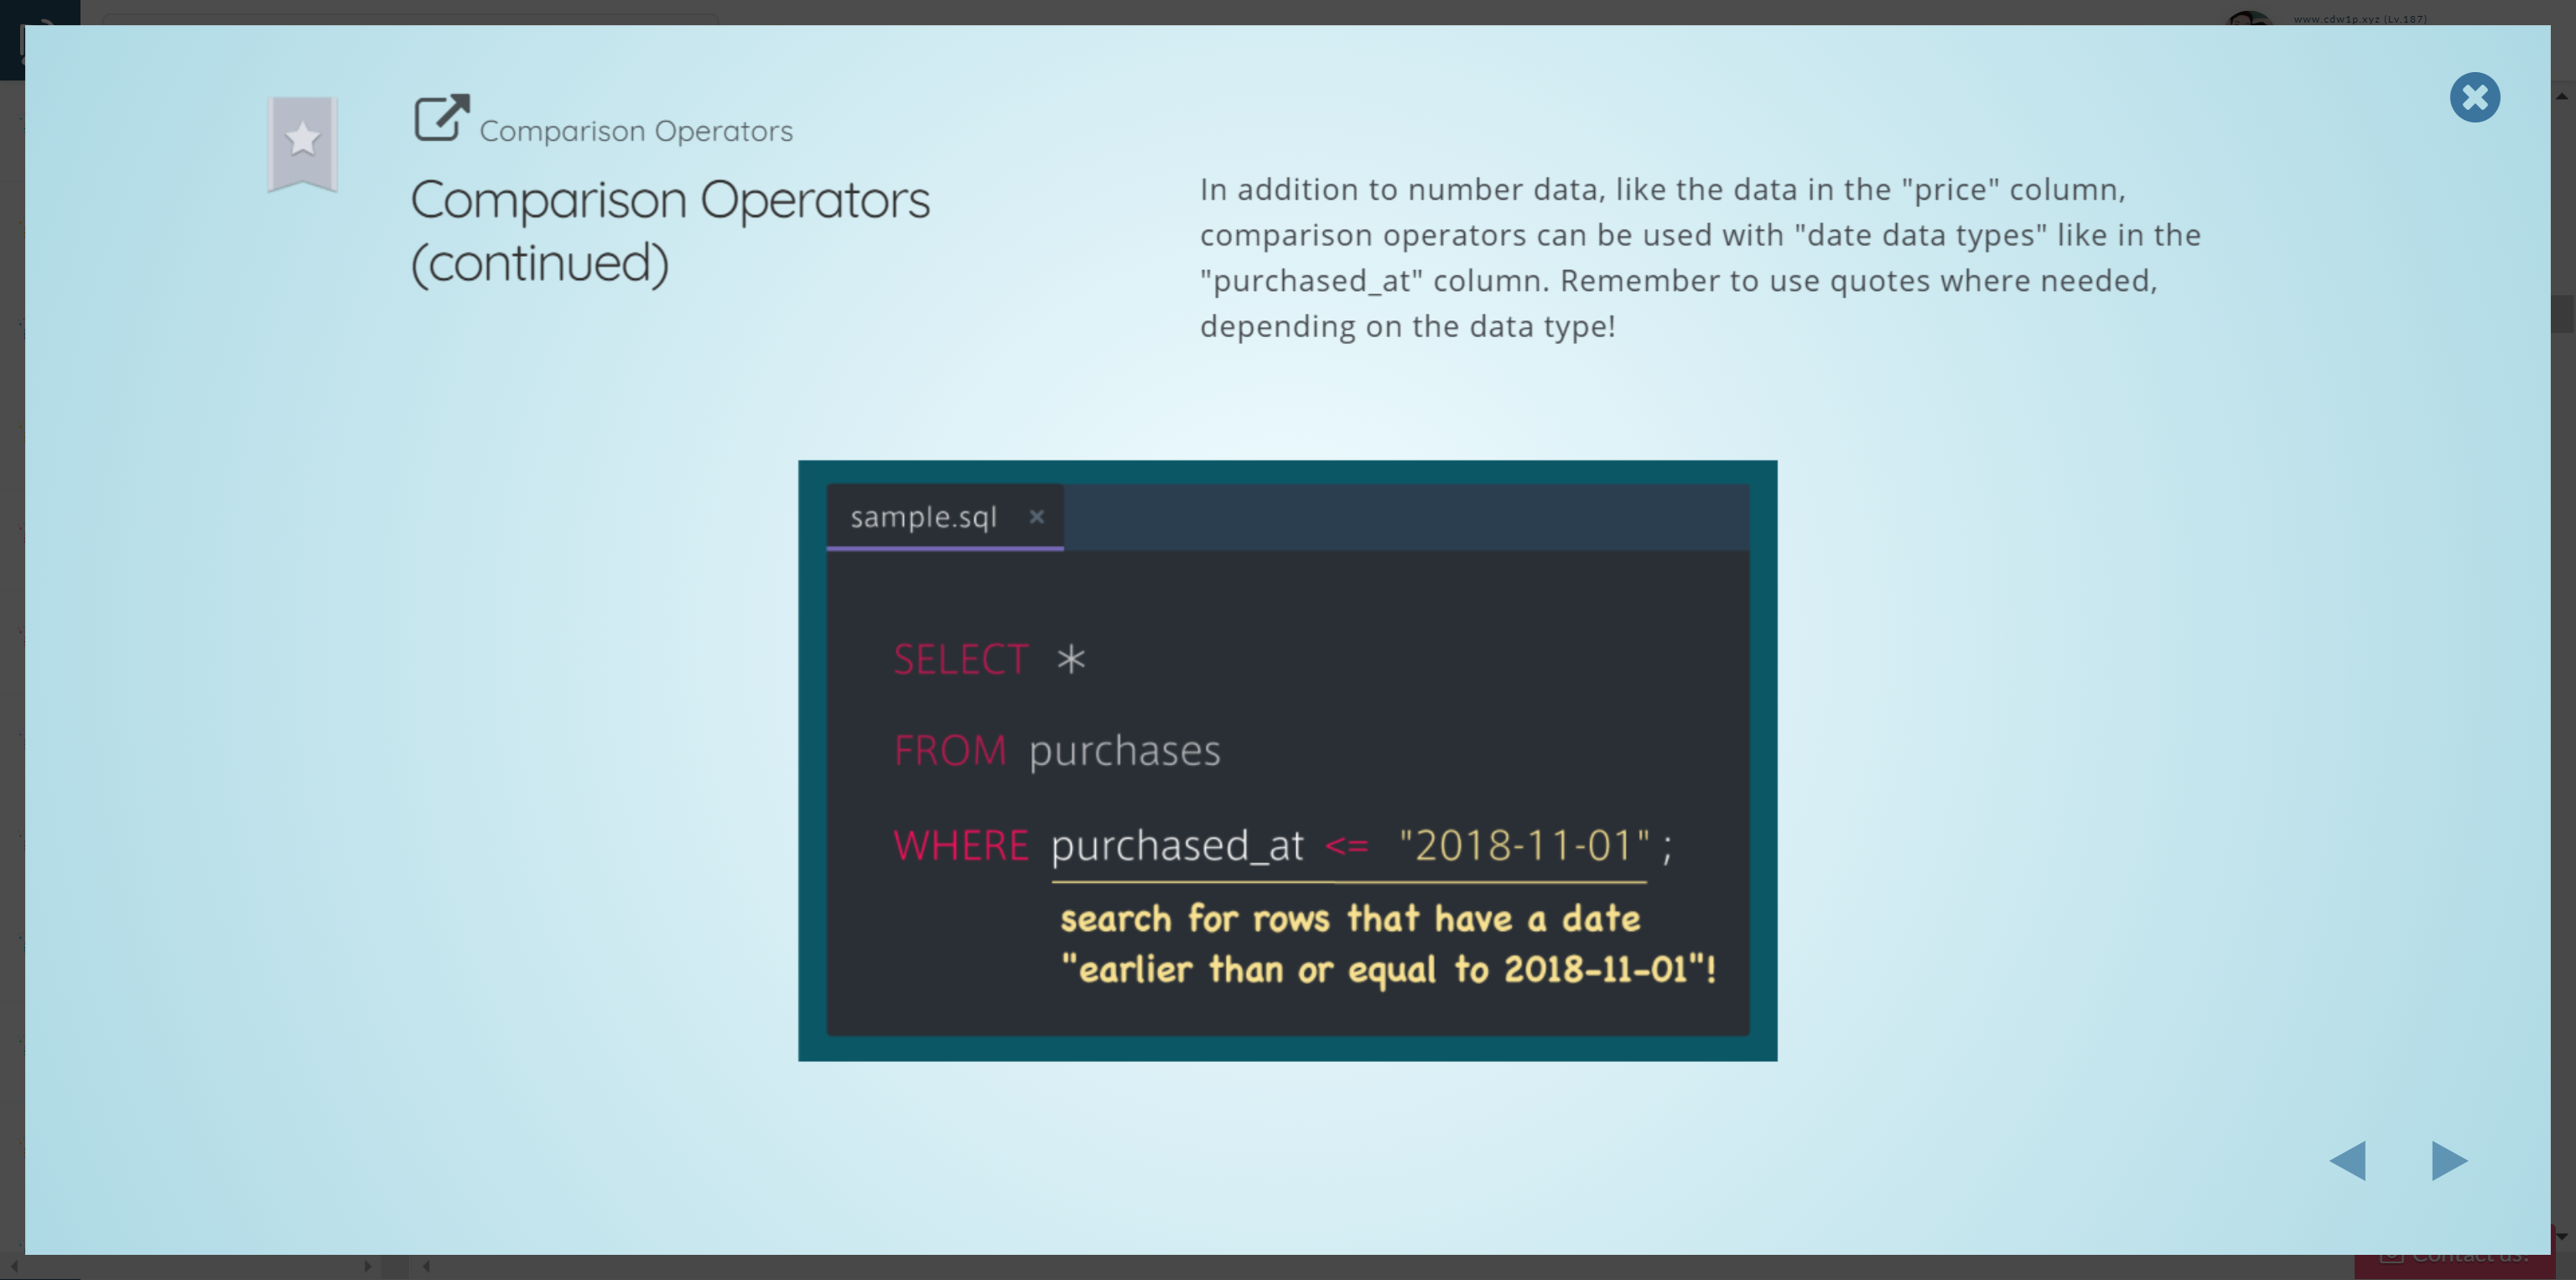 www.cdw1p.xyz (Lv.187)
Comparison Operators
Comparison Operators
(continued)
In addition to number data, like the data in the "price" column,
comparison operators can be used with "date data types" like in the
"purchased_at" column. Remember to use quotes where needed,
depending on the data type!
sample.sql
SELECT *
FROM purchases
WHERE purchased_at <= "2018-11-01" ;
search for rows that have a date
"earlier than or equal to 2018-11-01"!
Contact us!